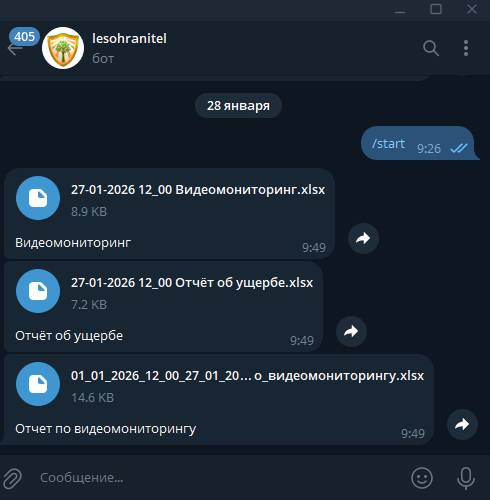 405
lesohranitel
бот
28 января
/start 9:26
27-01-2026 12_00 Видеомониторинг.xlsx
8.9 KB
Видеомониторинг
9:49
27-01-2026 12_00 Отчёт об ущербе.xlsx
7.2 KB
Отчёт об ущербе
9:49
01_01_2026_12_00_27_01_20... о_видеомониторингу.xlsx
14.6 KB
Отчет по видеомониторингу
9:49
Сообщение...